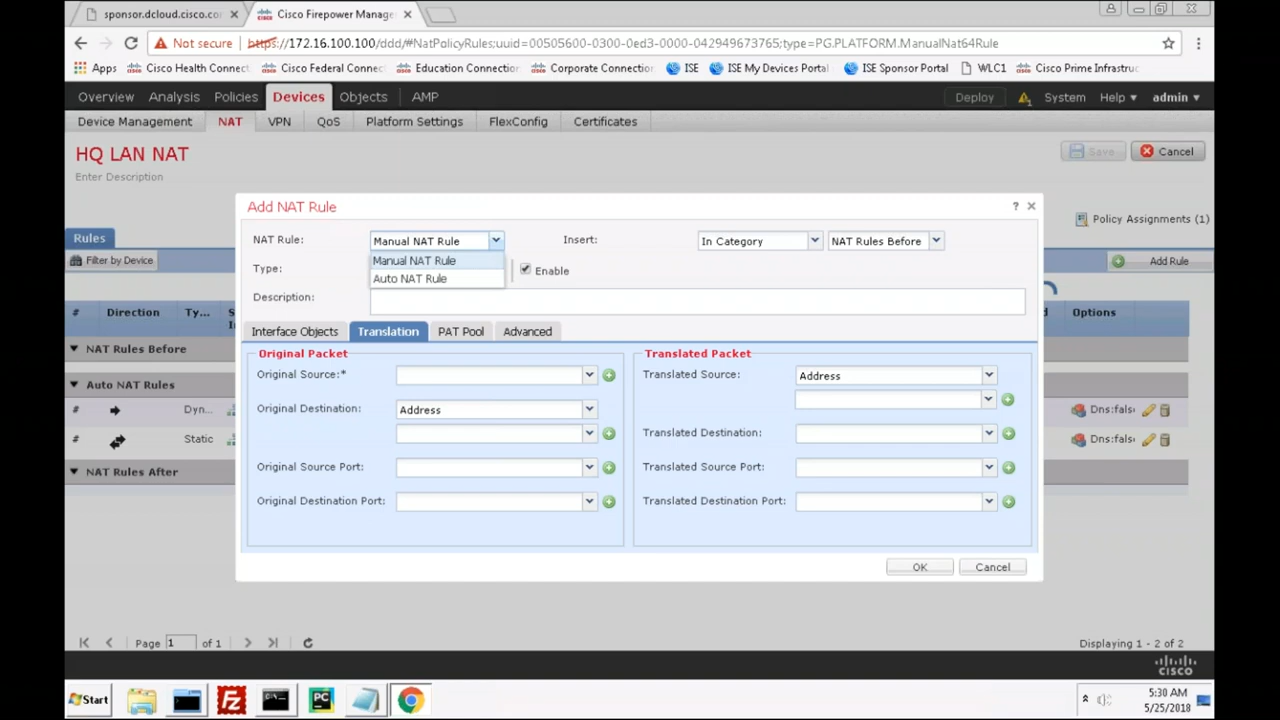 sponsor.dcloud.cisco.co
Cisco Firepower Manage
Not secure
https://172.16.100.100/ddd/#NatPolicyRules;uuid=00505600-0300-0ed3-0000-042949673765;type=PG.PLATFORM.ManualNat64Rule
Apps Cisco Health Connect Cisco Federal Connec Education Connection Corporate Connection ISE ISE My Devices Portal ISE Sponsor Portal WLC1 Cisco Prime Infrastruc
Overview Analysis Policies Devices Objects AMP Deploy System Help admin
Device Management NAT VPN QoS Platform Settings FlexConfig Certificates
HQ LAN NAT
Save Cancel
Enter Description
Add NAT Rule ?
Policy Assignments (1)
Rules
NAT Rule: Manual NAT Rule Insert: In Category NAT Rules Before
Filter by Device
Manual NAT Rule
Add Rule
Type: Auto NAT Rule Enable
Description:
# Direction Ty... S
I
d Options
Interface Objects Translation PAT Pool Advanced
NAT Rules Before
Original Packet Translated Packet
Original Source:* Translated Source: Address
Auto NAT Rules
Original Destination: Address
# Dyn... Dns:fals
Translated Destination:
# Static Dns:fals
Original Source Port: Translated Source Port:
NAT Rules After
Original Destination Port: Translated Destination Port:
OK Cancel
Page 1 of 1
Displaying 1 - 2 of 2
CISCO
Start
PC
5:30 AM
5/25/2018